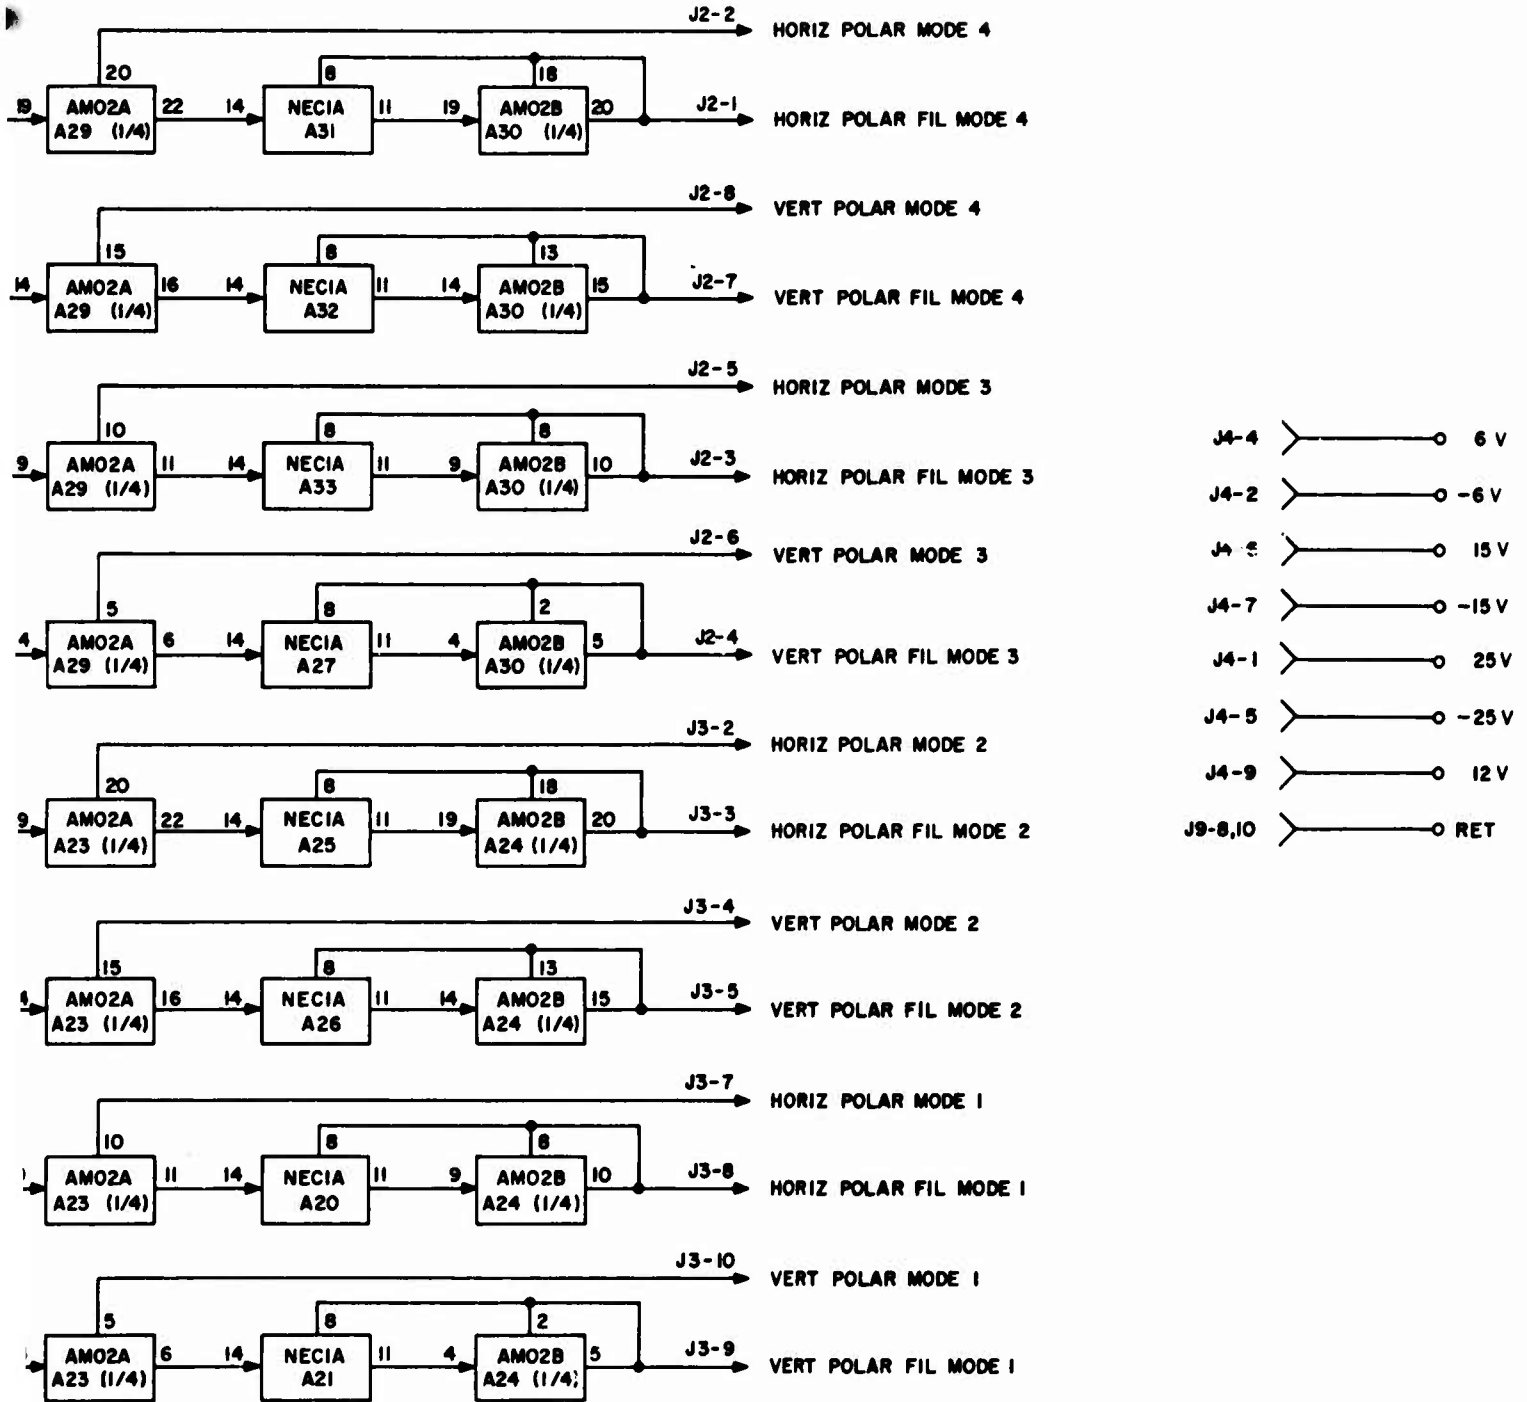 J2-2 HORIZ POLAR MODE 4
20 8 18
19 AM02A 22 14 NECIA 11 19 AM02B 20 J2-1 HORIZ POLAR FIL MODE 4
A29 (1/4) A31 A30 (1/4)
J2-8 VERT POLAR MODE 4
15 8 13
14 AM02A 16 14 NECIA 11 14 AM02B 15 J2-7 VERT POLAR FIL MODE 4
A29 (1/4) A32 A30 (1/4)
J2-5 HORIZ POLAR MODE 3
10 8 8
9 AM02A 11 14 NECIA 11 9 AM02B 10 J2-3 HORIZ POLAR FIL MODE 3
A29 (1/4) A33 A30 (1/4)
J2-6 VERT POLAR MODE 3
5 8 2
4 AM02A 6 14 NECIA 11 4 AM02B 5 J2-4 VERT POLAR FIL MODE 3
A29 (1/4) A27 A30 (1/4)
J3-2 HORIZ POLAR MODE 2
20 8 18
9 AM02A 22 14 NECIA 11 19 AM02B 20 J3-3 HORIZ POLAR FIL MODE 2
A23 (1/4) A25 A24 (1/4)
J3-4 VERT POLAR MODE 2
15 8 13
AM02A 16 14 NECIA 11 14 AM02B 15 J3-5 VERT POLAR FIL MODE 2
A23 (1/4) A26 A24 (1/4)
J3-7 HORIZ POLAR MODE 1
10 8 8
AM02A 11 14 NECIA 11 9 AM02B 10 J3-8 HORIZ POLAR FIL MODE 1
A23 (1/4) A20 A24 (1/4)
J3-10 VERT POLAR MODE 1
5 8 2
AM02A 6 14 NECIA 11 4 AM02B 5 J3-9 VERT POLAR FIL MODE 1
A23 (1/4) A21 A24 (1/4)
J4-4 6 V
J4-2 -6 V
15 V
J4-7 -15 V
J4-1 25 V
J4-5 -25 V
J4-9 12 V
J9-8,10 RET